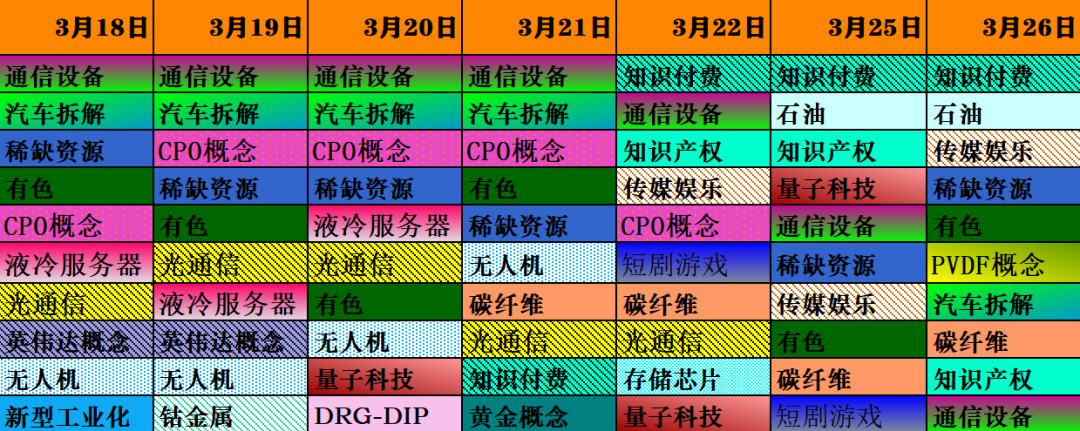 3月18日 3月19日 3月20日 3月21日 3月22日 3月25日 3月26日
通信设备 通信设备 通信设备 通信设备 知识付费 知识付费 知识付费
汽车拆解 汽车拆解 汽车拆解 汽车拆解 通信设备 石油 石油
稀缺资源 CPO概念 CPO概念 CPO概念 知识产权 知识产权 传媒娱乐
有色 稀缺资源 稀缺资源 有色 传媒娱乐 量子科技 稀缺资源
CPO概念 有色 液冷服务器 稀缺资源 CPO概念 通信设备 有色
液冷服务器 光通信 光通信 无人机 短剧游戏 稀缺资源 PVDF概念
光通信 液冷服务器 有色 碳纤维 碳纤维 传媒娱乐 汽车拆解
英伟达概念 英伟达概念 无人机 光通信 光通信 有色 碳纤维
无人机 无人机 量子科技 知识付费 存储芯片 碳纤维 知识产权
新型工业化 钴金属 DRG-DIP 黄金概念 量子科技 短剧游戏 通信设备